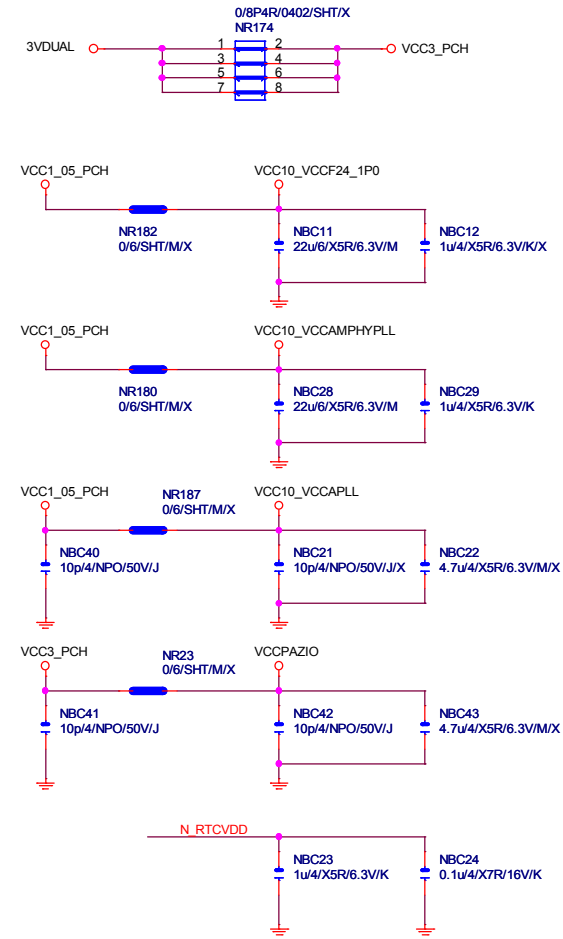 0/8P4R/0402/SHT/X
NR174
3VDUAL
1 2
3 4
5 6
7 8
VCC3_PCH
VCC1_05_PCH
VCC10_VCCF24_1P0
NR182
0/6/SHT/M/X
NBC11
22u/6/X5R/6.3V/M
NBC12
1u/4/X5R/6.3V/K/X
VCC1_05_PCH
VCC10_VCCAMPHYPLL
NR180
0/6/SHT/M/X
NBC28
22u/6/X5R/6.3V/M
NBC29
1u/4/X5R/6.3V/K
VCC1_05_PCH
NR187
0/6/SHT/M/X
VCC10_VCCAPLL
NBC40
10p/4/NPO/50V/J
NBC21
10p/4/NPO/50V/J/X
NBC22
4.7u/4/X5R/6.3V/M/X
VCC3_PCH
NR23
0/6/SHT/M/X
VCCPAZIO
NBC41
10p/4/NPO/50V/J
NBC42
10p/4/NPO/50V/J
NBC43
4.7u/4/X5R/6.3V/M/X
N_RTCVDD
NBC23
1u/4/X5R/6.3V/K
NBC24
0.1u/4/X7R/16V/K